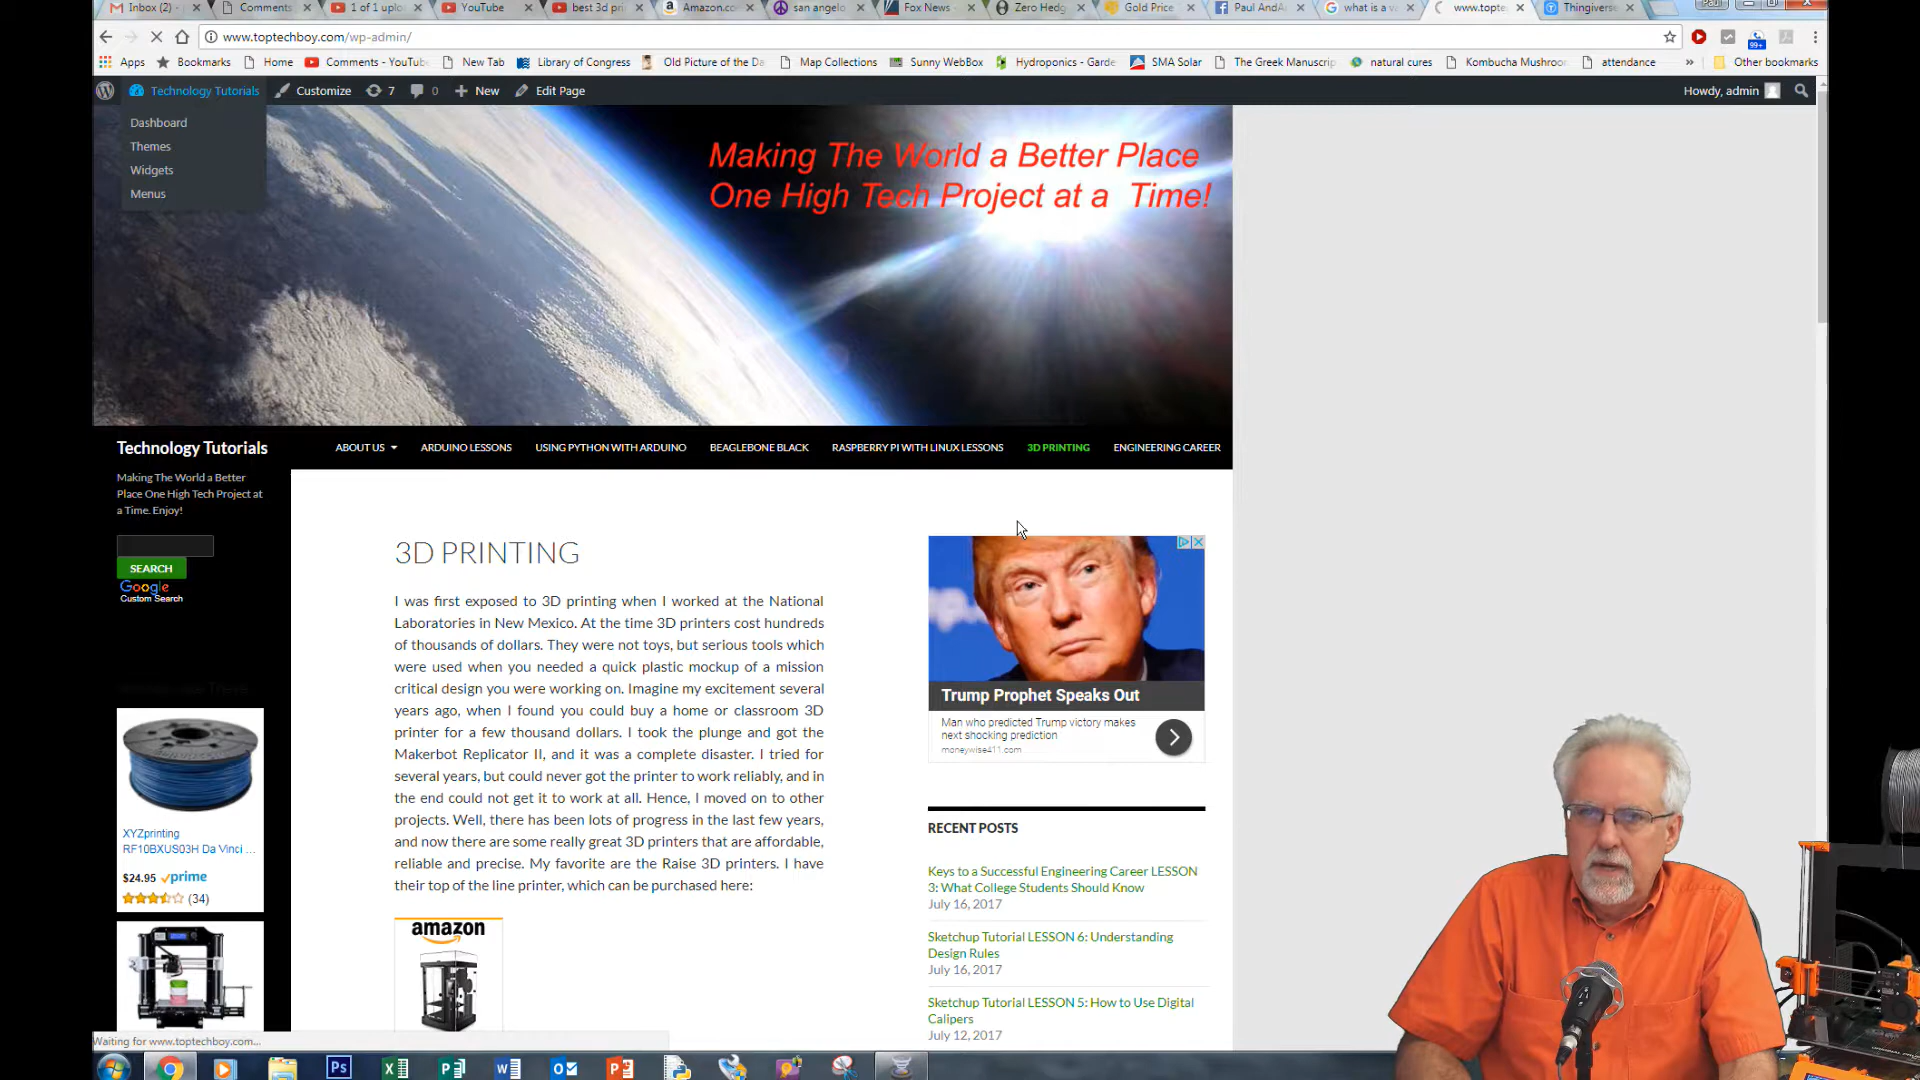 Inbox (2) -
Comments
1 of 1 uplo
YouTube
best 3d pri
Amazon.co
san angelo
Fox News -
Zero Hedg
Gold Price
Paul AndA
what is a v
www.topte
Thingivers
Paul
www.toptechboy.com/wp-admin/
99+
Apps
Bookmarks
Home
Comments - YouTub
New Tab
Library of Congress
Old Picture of the Da
Map Collections
Sunny WebBox
Hydroponics - Garde
SMA Solar
The Greek Manuscrip
natural cures
Kombucha Mushroo
attendance
»
Other bookmarks
Technology Tutorials
Customize
7
0
New
Edit Page
Howdy, admin
Dashboard
Themes
Widgets
Menus
Making The World a Better Place
One High Tech Project at a Time!
Technology Tutorials
ABOUT US
ARDUINO LESSONS
USING PYTHON WITH ARDUINO
BEAGLEBONE BLACK
RASPBERRY PI WITH LINUX LESSONS
3D PRINTING
ENGINEERING CAREER
Making The World a Better
Place One High Tech Project at
a Time. Enjoy!
SEARCH
Google
Custom Search
XYZprinting
RF10BXUS03H Da Vinci ...
$24.95 prime
(34)
3D PRINTING
I was first exposed to 3D printing when I worked at the National
Laboratories in New Mexico. At the time 3D printers cost hundreds
of thousands of dollars. They were not toys, but serious tools which
were used when you needed a quick plastic mockup of a mission
critical design you were working on. Imagine my excitement several
years ago, when I found you could buy a home or classroom 3D
printer for a few thousand dollars. I took the plunge and got the
Makerbot Replicator II, and it was a complete disaster. I tried for
several years, but could never got the printer to work reliably, and in
the end could not get it to work at all. Hence, I moved on to other
projects. Well, there has been lots of progress in the last few years,
and now there are some really great 3D printers that are affordable,
reliable and precise. My favorite are the Raise 3D printers. I have
their top of the line printer, which can be purchased here:
amazon
Trump Prophet Speaks Out
Man who predicted Trump victory makes
next shocking prediction
moneywise411.com
RECENT POSTS
Keys to a Successful Engineering Career LESSON
3: What College Students Should Know
July 16, 2017
Sketchup Tutorial LESSON 6: Understanding
Design Rules
July 16, 2017
Sketchup Tutorial LESSON 5: How to Use Digital
Calipers
July 12, 2017
Waiting for www.toptechboy.com...
Ps